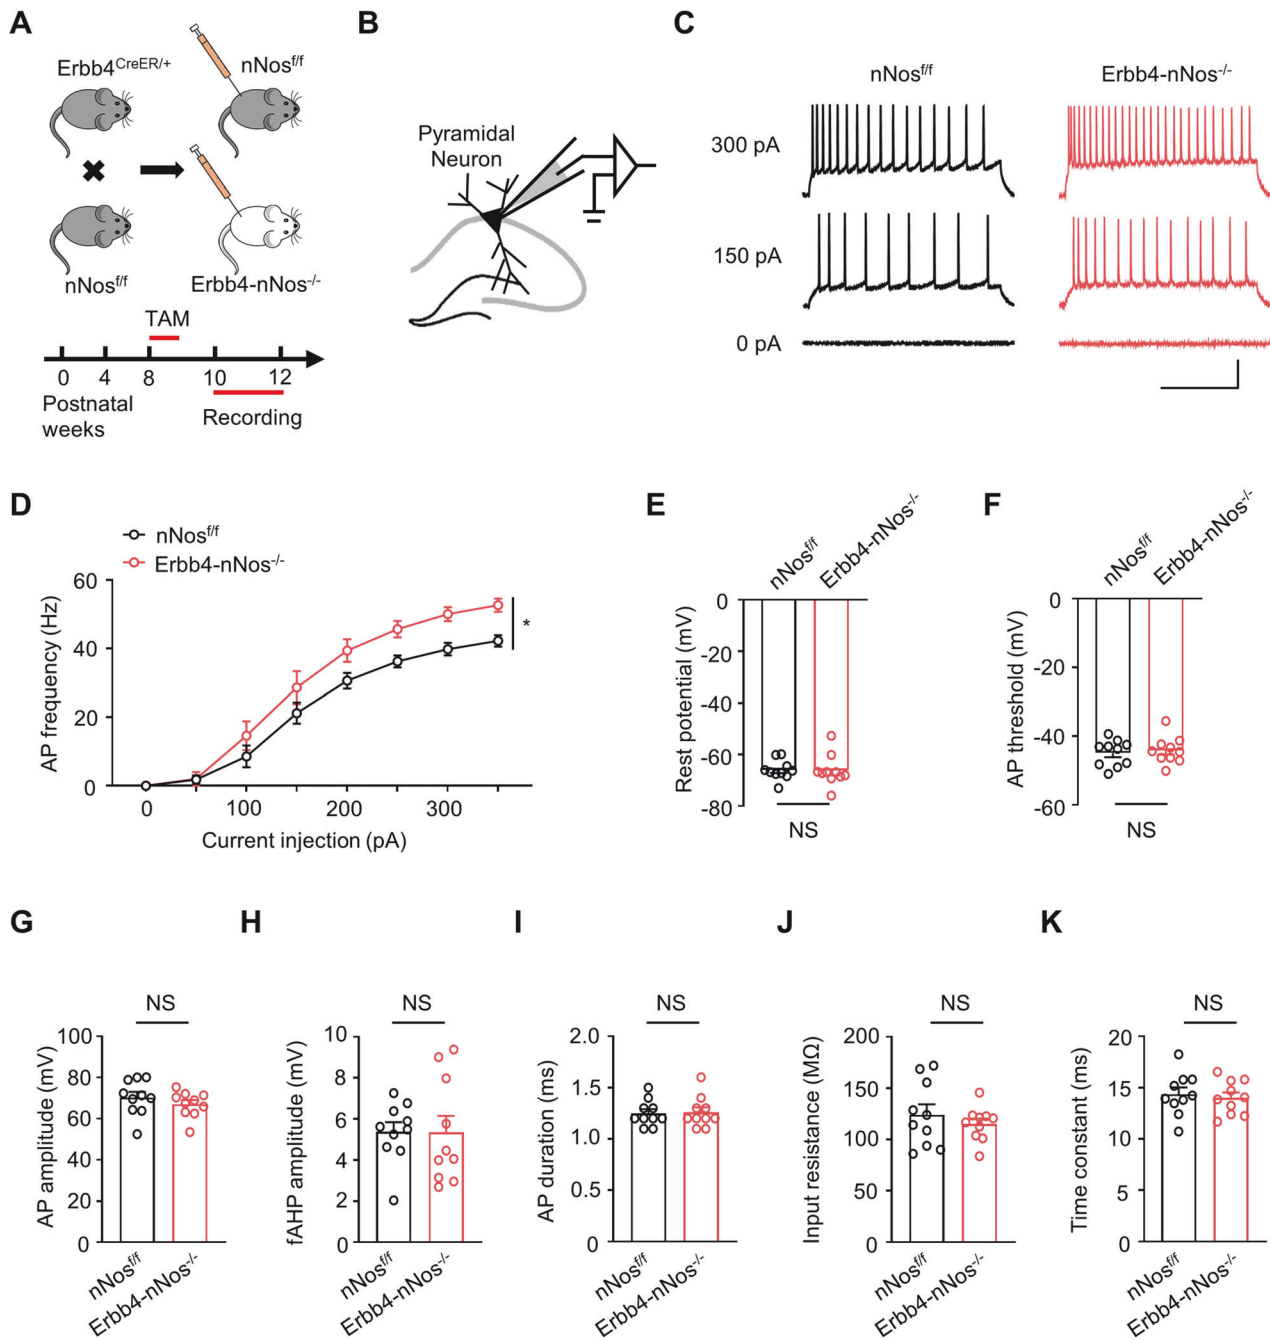 A
Erbb4CreER/+
nNosf/f
nNosf/f
Erbb4-nNos-/-
TAM
0 4 8 10 12
Postnatal
weeks
Recording
B
Pyramidal
Neuron
C
nNosf/f
Erbb4-nNos-/-
300 pA
150 pA
0 pA
D
nNosf/f
Erbb4-nNos-/-
AP frequency (Hz)
60
40
20
0
0 100 200 300
Current injection (pA)
*
E
nNosf/f
Erbb4-nNos-/-
Rest potential (mV)
0
-20
-40
-60
-80
NS
F
nNosf/f
Erbb4-nNos-/-
AP threshold (mV)
0
-20
-40
-60
NS
G
NS
AP amplitude (mV)
100
80
60
40
20
0
nNosf/f
Erbb4-nNos-/-
H
NS
fAHP amplitude (mV)
10
8
6
4
2
0
nNosf/f
Erbb4-nNos-/-
I
NS
AP duration (ms)
2.0
1.5
1.0
0.5
0
nNosf/f
Erbb4-nNos-/-
J
NS
Input resistance (MΩ)
200
150
100
50
0
nNosf/f
Erbb4-nNos-/-
K
NS
Time constant (ms)
20
15
10
5
0
nNosf/f
Erbb4-nNos-/-